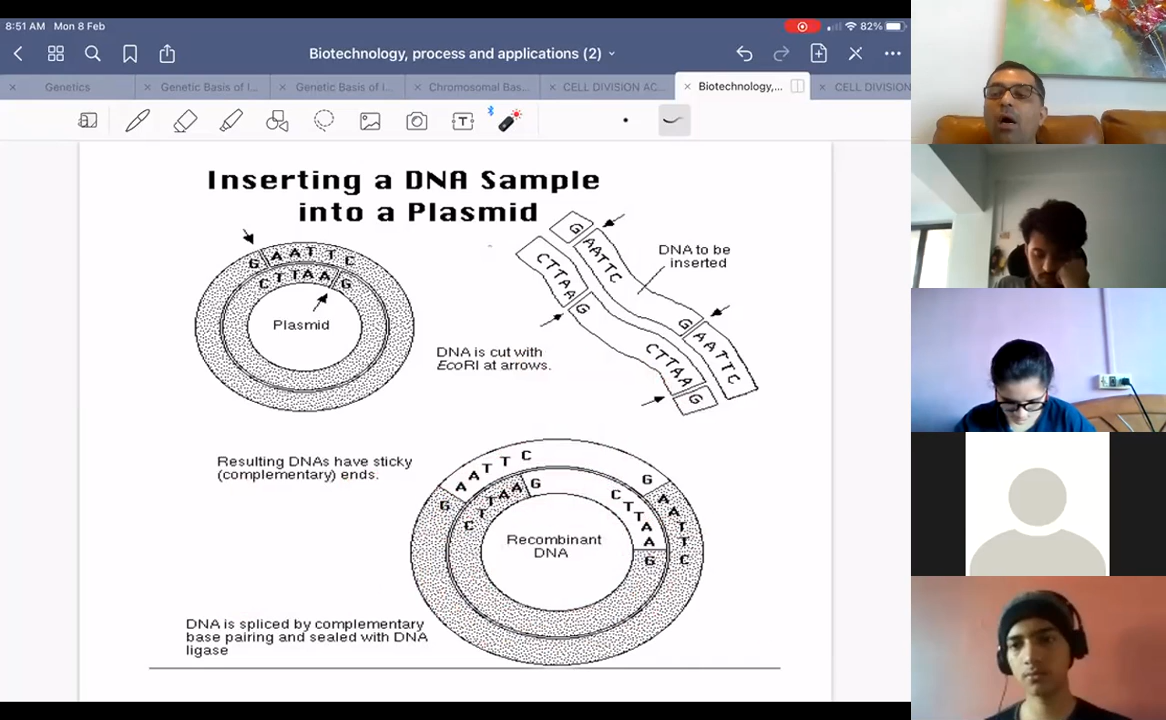 8:51 AM Mon 8 Feb
82%
Biotechnology, process and applications (2)
Genetics
Genetic Basis of I...
Genetic Basis of I...
Chromosomal Bas...
CELL DIVISION AC...
Biotechnology,...
CELL DIVISION
T
Inserting a DNA Sample
into a Plasmid
G A A T T C
C T T A A G
Plasmid
G AATTC
CTTAA G
DNA to be
inserted
G AATTC
CTTAA G
DNA is cut with
EcoRI at arrows.
Resulting DNAs have sticky
(complementary) ends.
G A A T T C
C T T A A G
G A A T T C
C T T A A G
Recombinant
DNA
DNA is spliced by complementary
base pairing and sealed with DNA
ligase